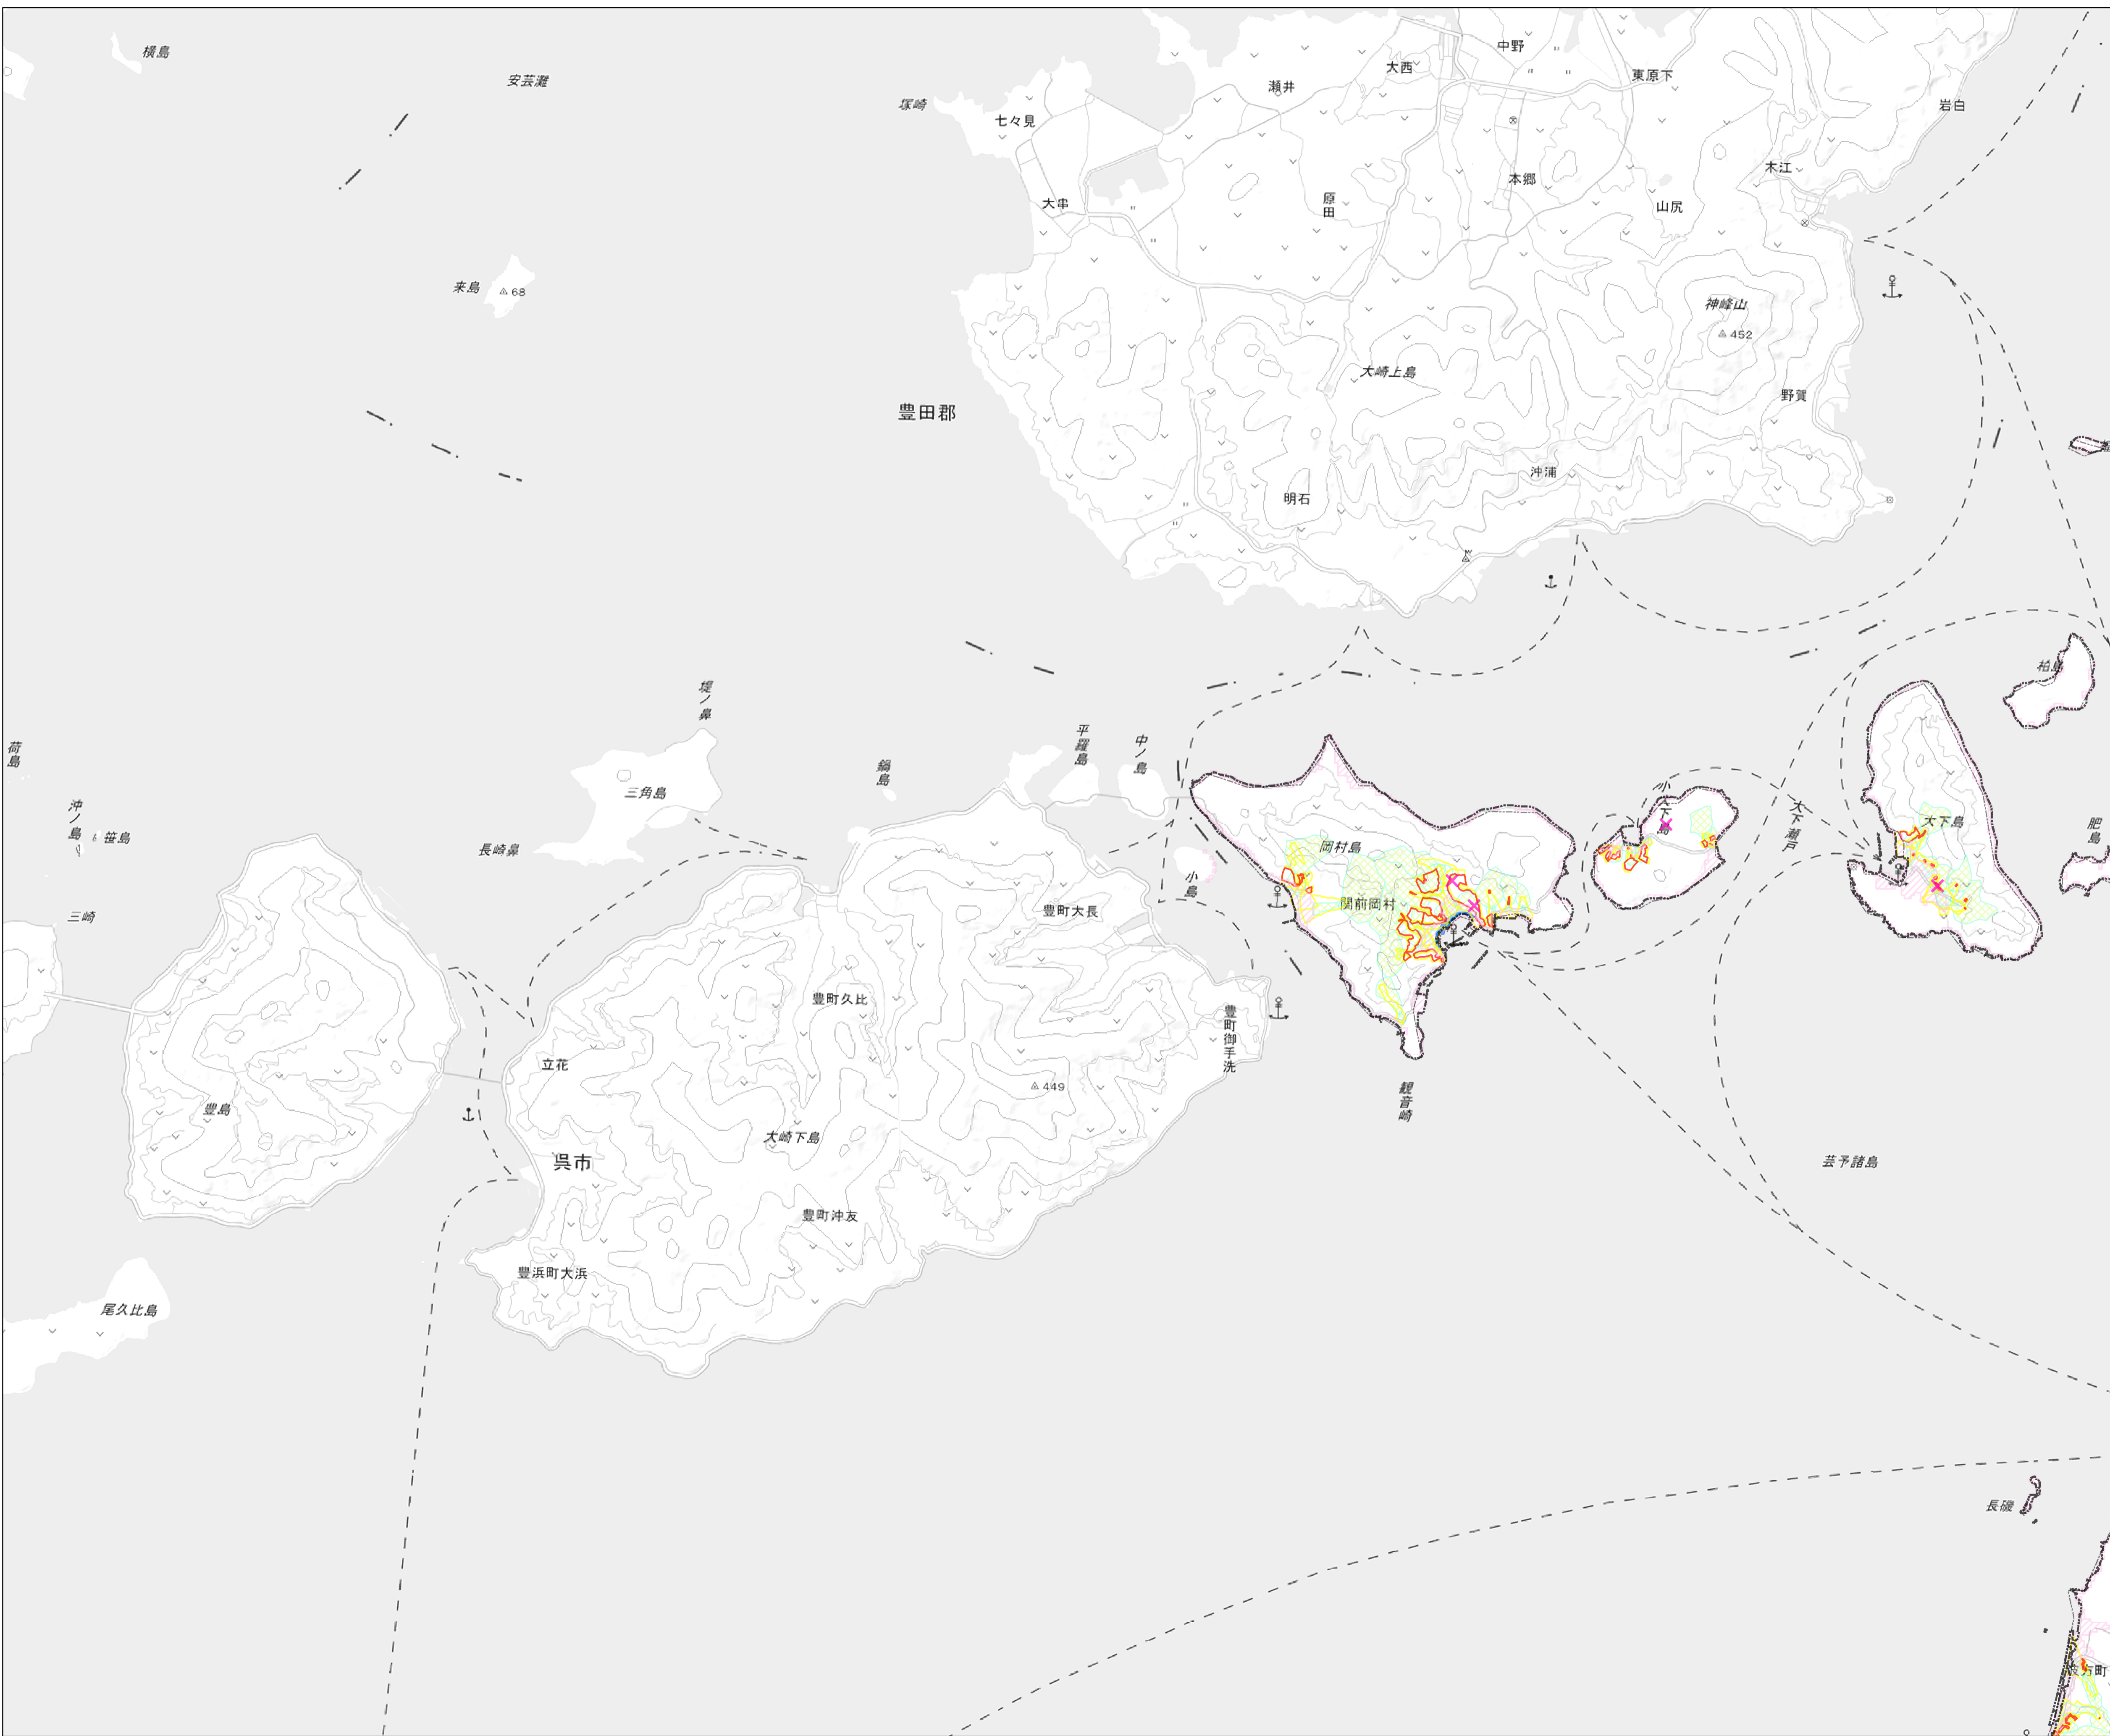 横島
安芸灘
塚崎
七々見
瀬井
大西
中野
東原下
岩白
木江
本郷
原田
山尻
大串
来島
68
神峰山
452
大崎上島
野賀
豊田郡
沖浦
明石
柏島
堤ノ鼻
平羅島
中ノ島
荷島
鍋島
三角島
沖ノ島
笹島
長崎鼻
小島
岡村島
関前岡村
小大下島
大下瀬戸
大下島
肥島
三崎
豊町大長
豊町久比
豊町御手洗
立花
449
観音崎
豊島
大崎下島
呉市
芸予諸島
豊町沖友
豊浜町大浜
尾久比島
長磯
波方町